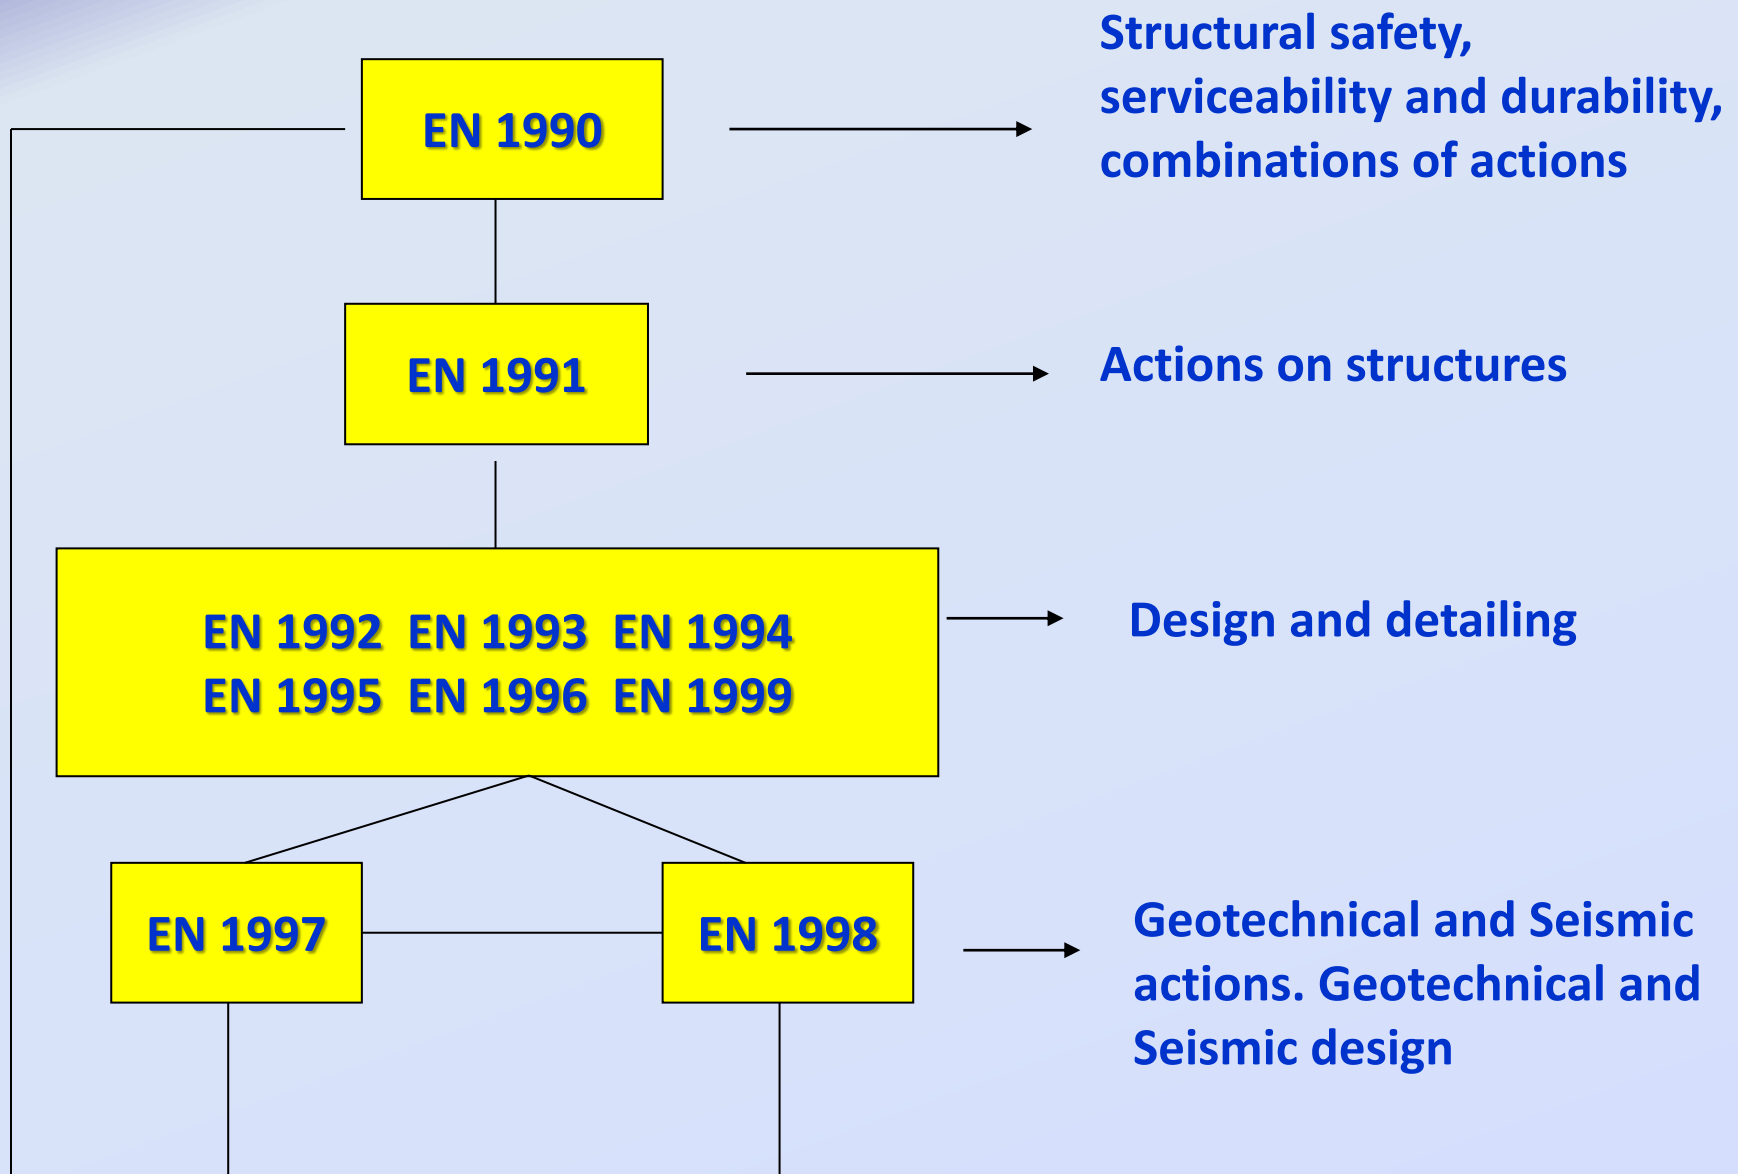 EN 1990
Structural safety,
serviceability and durability,
combinations of actions
EN 1991
Actions on structures
EN 1992 EN 1993 EN 1994
EN 1995 EN 1996 EN 1999
Design and detailing
EN 1997
EN 1998
Geotechnical and Seismic
actions. Geotechnical and
Seismic design